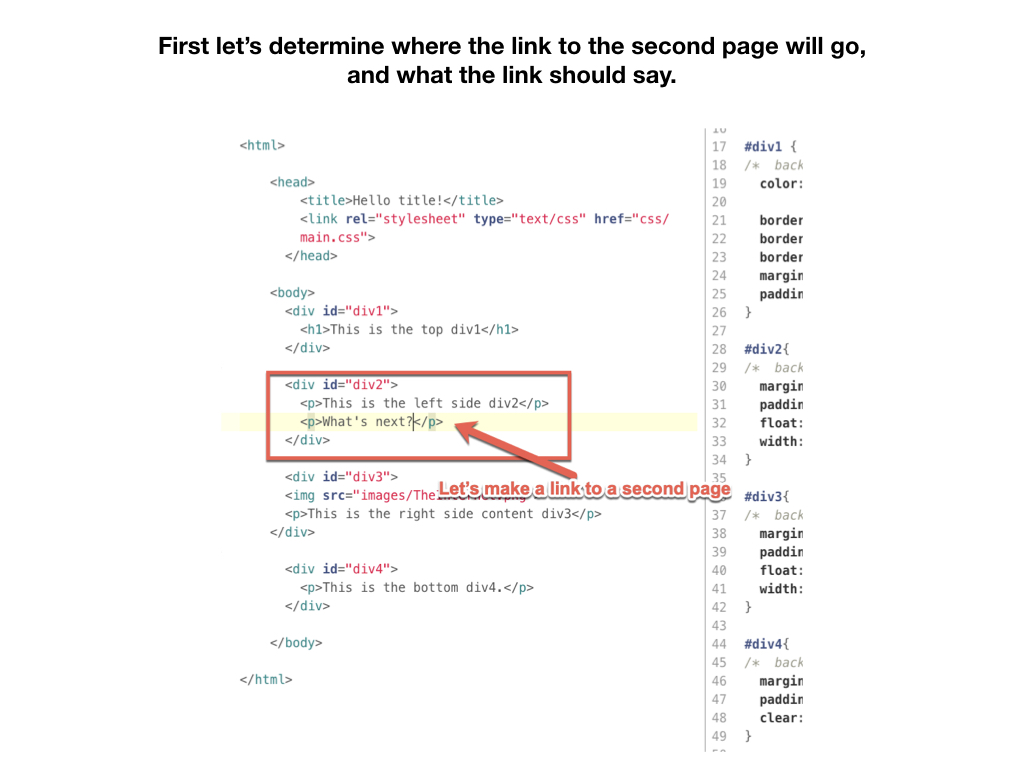 First let’s determine where the link to the second page will go,
and what the link should say.
<html>
<head>
<title>Hello title!</title>
<link rel="stylesheet" type="text/css" href="css/
main.css">
</head>
<body>
<div id="div1">
<h1>This is the top div1</h1>
</div>
<div id="div2">
<p>This is the left side div2</p>
<p>What's next?</p>
</div>
<div id="div3">
Let’s make a link to a second page
<img src="images/The
<p>This is the right side content div3</p>
</div>
<div id="div4">
<p>This is the bottom div4.</p>
</div>
</body>
</html>
17 #div1 {
18 /* back
19 color:
20
21 border
22 border
23 border
24 margin
25 paddin
26 }
27
28 #div2{
29 /* back
30 margin
31 paddin
32 float:
33 width:
34 }
35
#div3{
37 /* back
38 margin
39 paddin
40 float:
41 width:
42 }
43
44 #div4{
45 /* back
46 margin
47 paddin
48 clear:
49 }